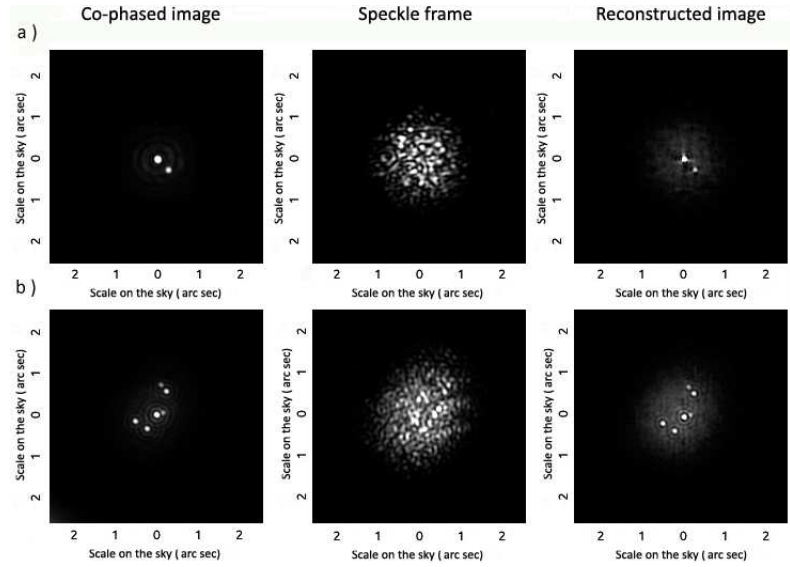 Co-phased image Speckle frame Reconstructed image
a )
Scale on the sky ( arc sec) Scale on the sky ( arc sec) Scale on the sky ( arc sec)
2 2 2
1 1 1
0 0 0
1 1 1
2 2 2
2 1 0 1 2 2 1 0 1 2 2 1 0 1 2
Scale on the sky ( arc sec) Scale on the sky ( arc sec) Scale on the sky ( arc sec)
b )
Scale on the sky ( arc sec) Scale on the sky ( arc sec) Scale on the sky ( arc sec)
2 2 2
1 1 1
0 0 0
1 1 1
2 2 2
2 1 0 1 2 2 1 0 1 2 2 1 0 1 2
Scale on the sky ( arc sec) Scale on the sky ( arc sec) Scale on the sky ( arc sec)